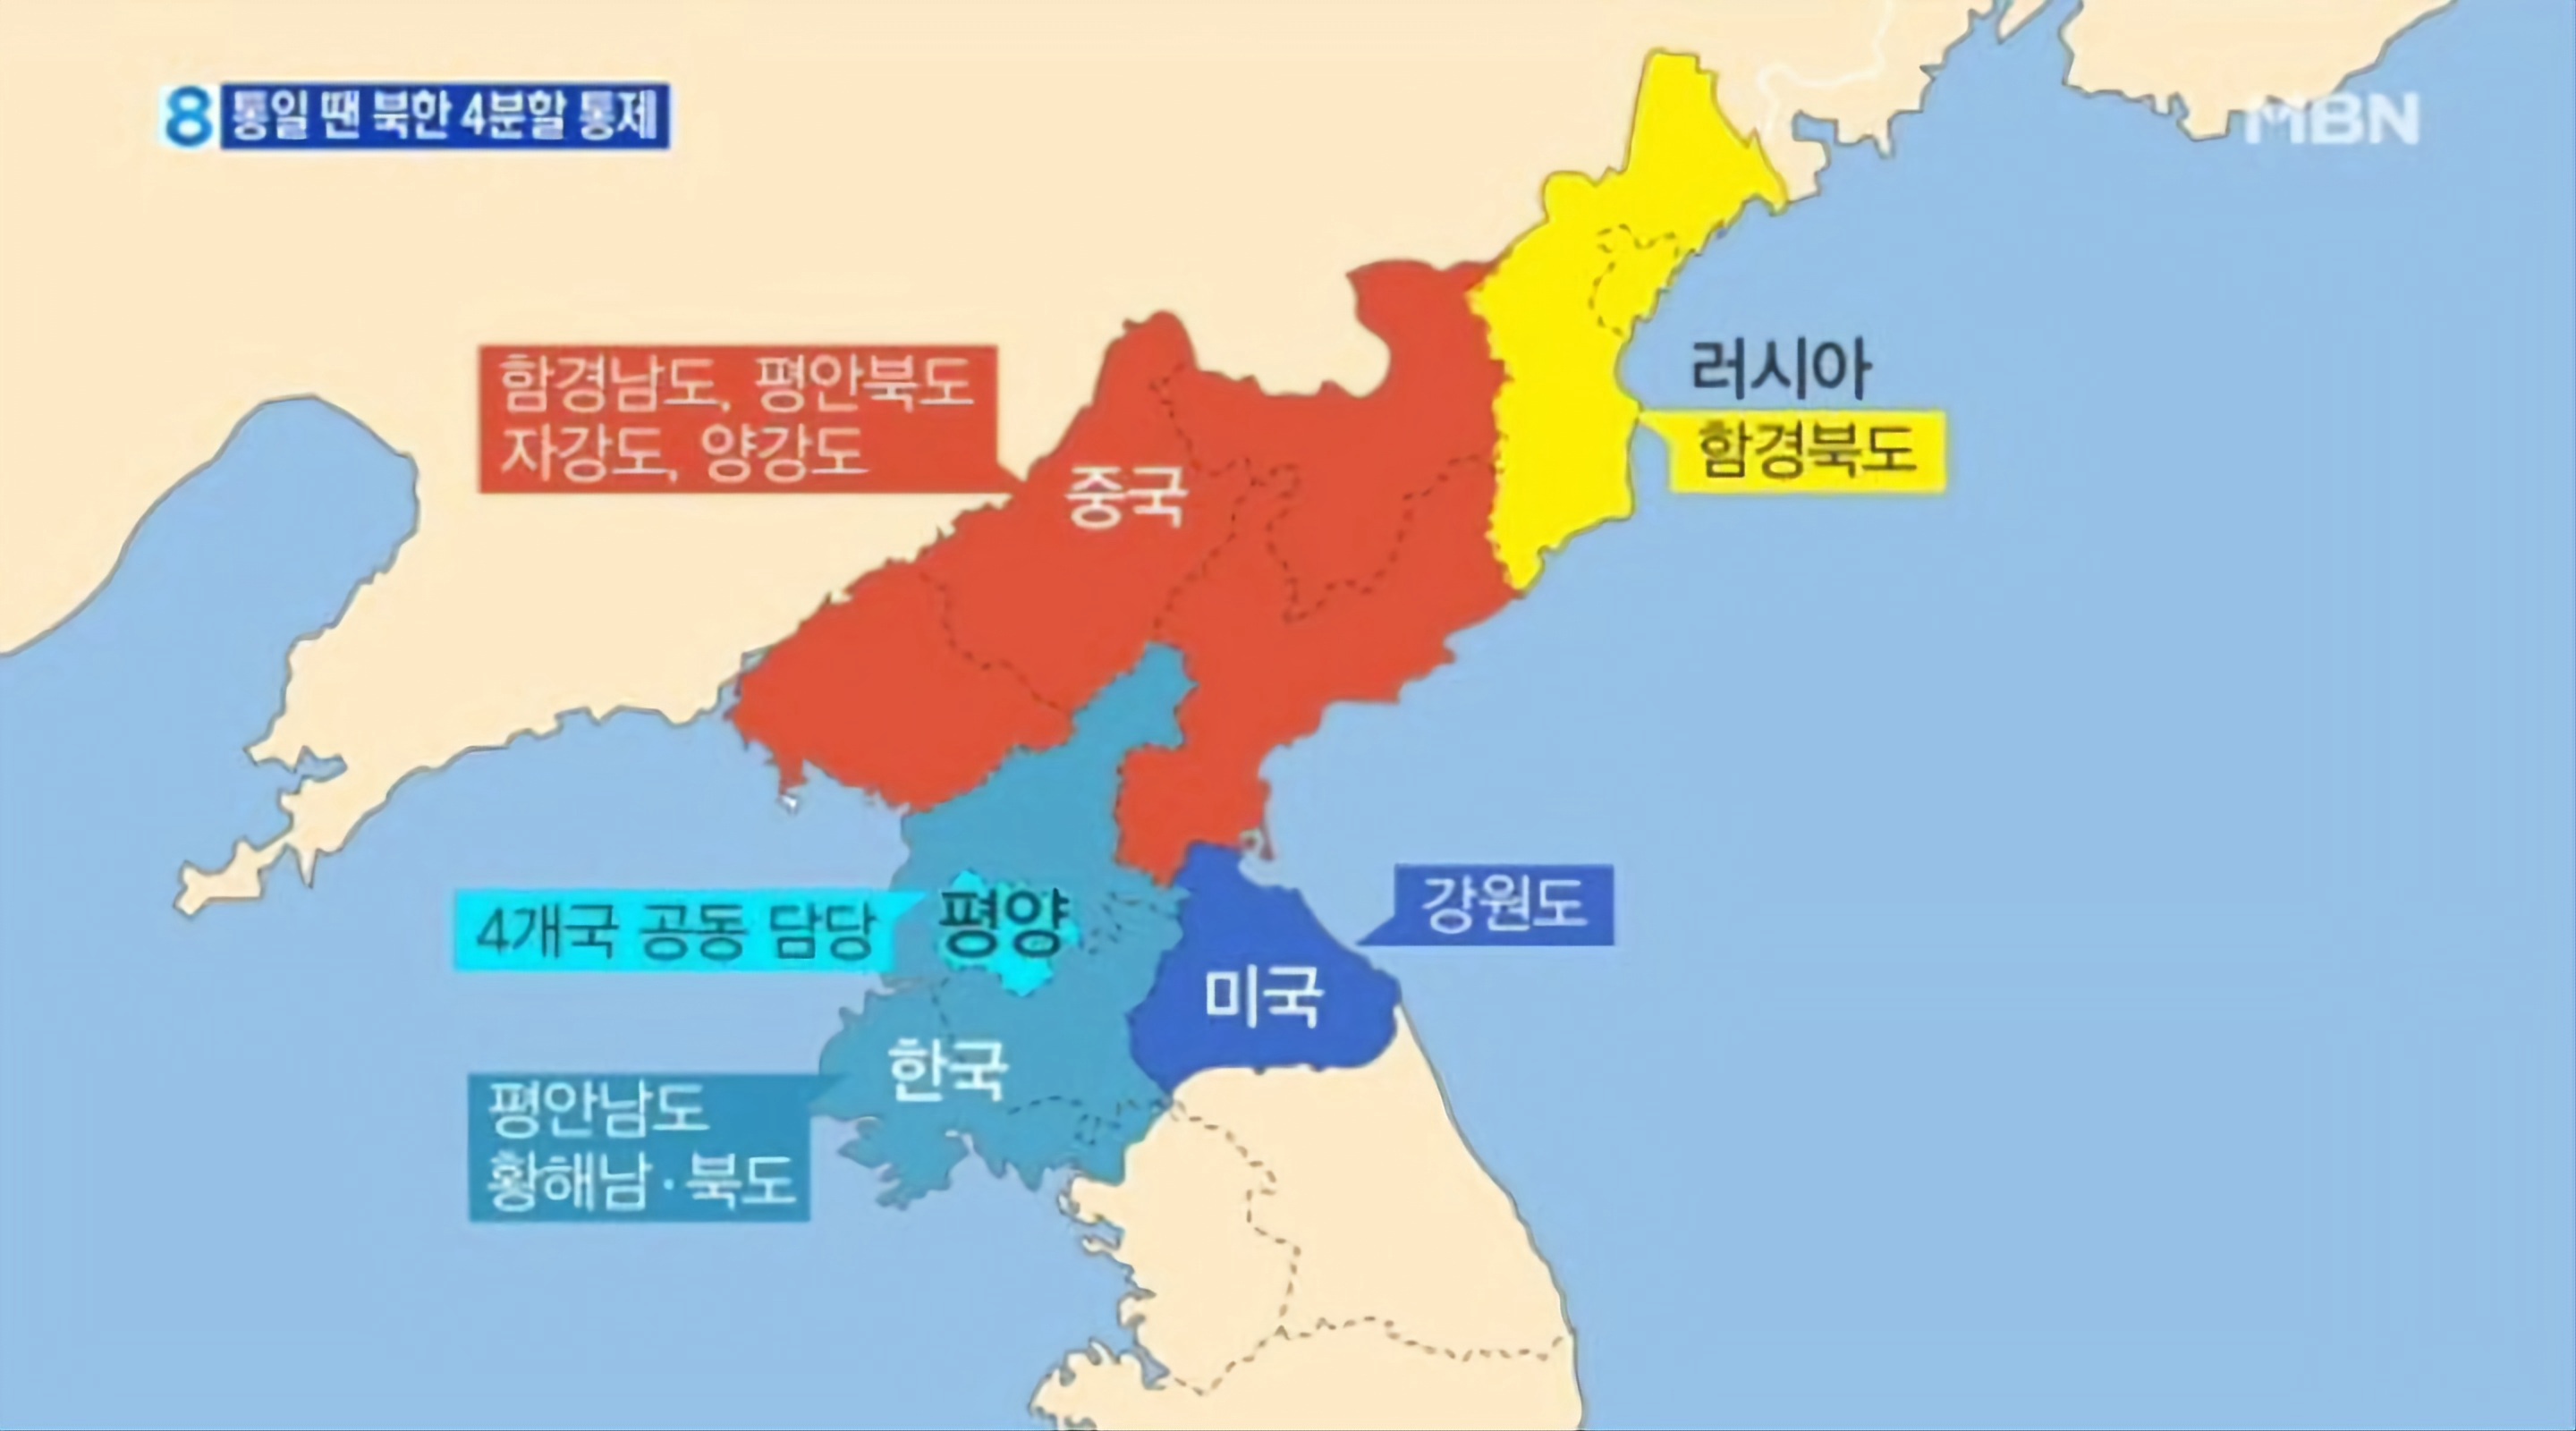 8 통일 땐 북한 4분할 통제
MBN
함경남도, 평안북도
자강도, 양강도
중국
러시아
함경북도
4개국 공동 담당
평양
강원도
미국
한국
평안남도
황해남·북도